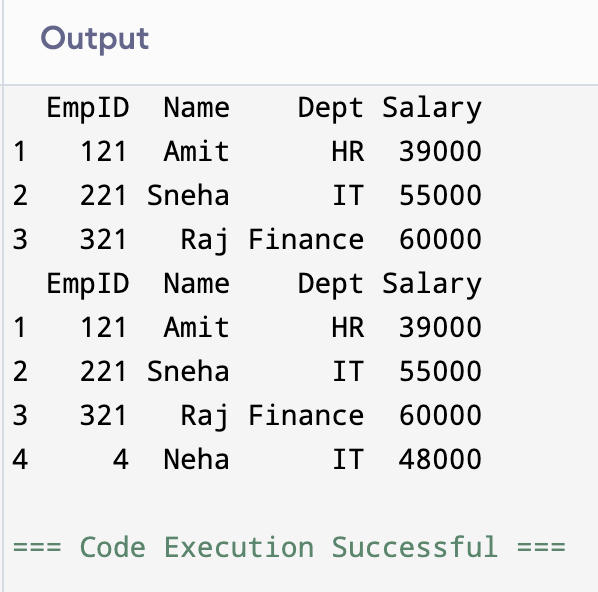 Output
  EmpID  Name    Dept Salary
1   121  Amit      HR  39000
2   221 Sneha      IT  55000
3   321   Raj Finance  60000
  EmpID  Name    Dept Salary
1   121  Amit      HR  39000
2   221 Sneha      IT  55000
3   321   Raj Finance  60000
4     4  Neha      IT  48000
=== Code Execution Successful ===